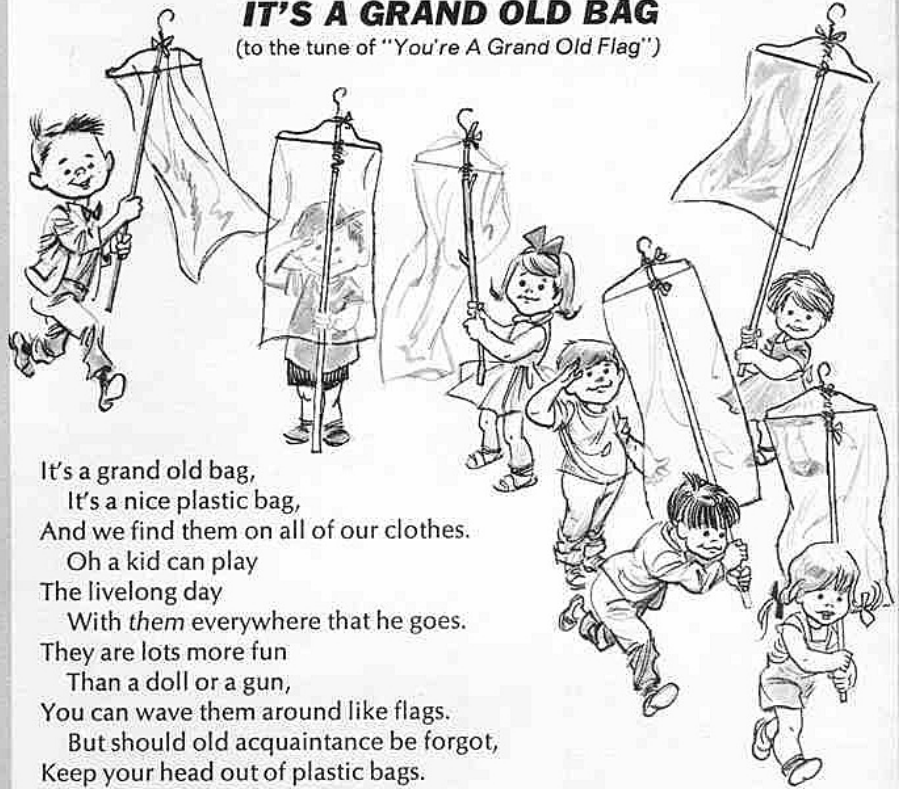 IT'S A GRAND OLD BAG
(to the tune of "You're A Grand Old Flag")
It's a grand old bag,
It's a nice plastic bag,
And we find them on all of our clothes.
Oh a kid can play
The livelong day
With them everywhere that he goes.
They are lots more fun
Than a doll or a gun,
You can wave them around like flags.
But should old acquaintance be forgot,
Keep your head out of plastic bags.